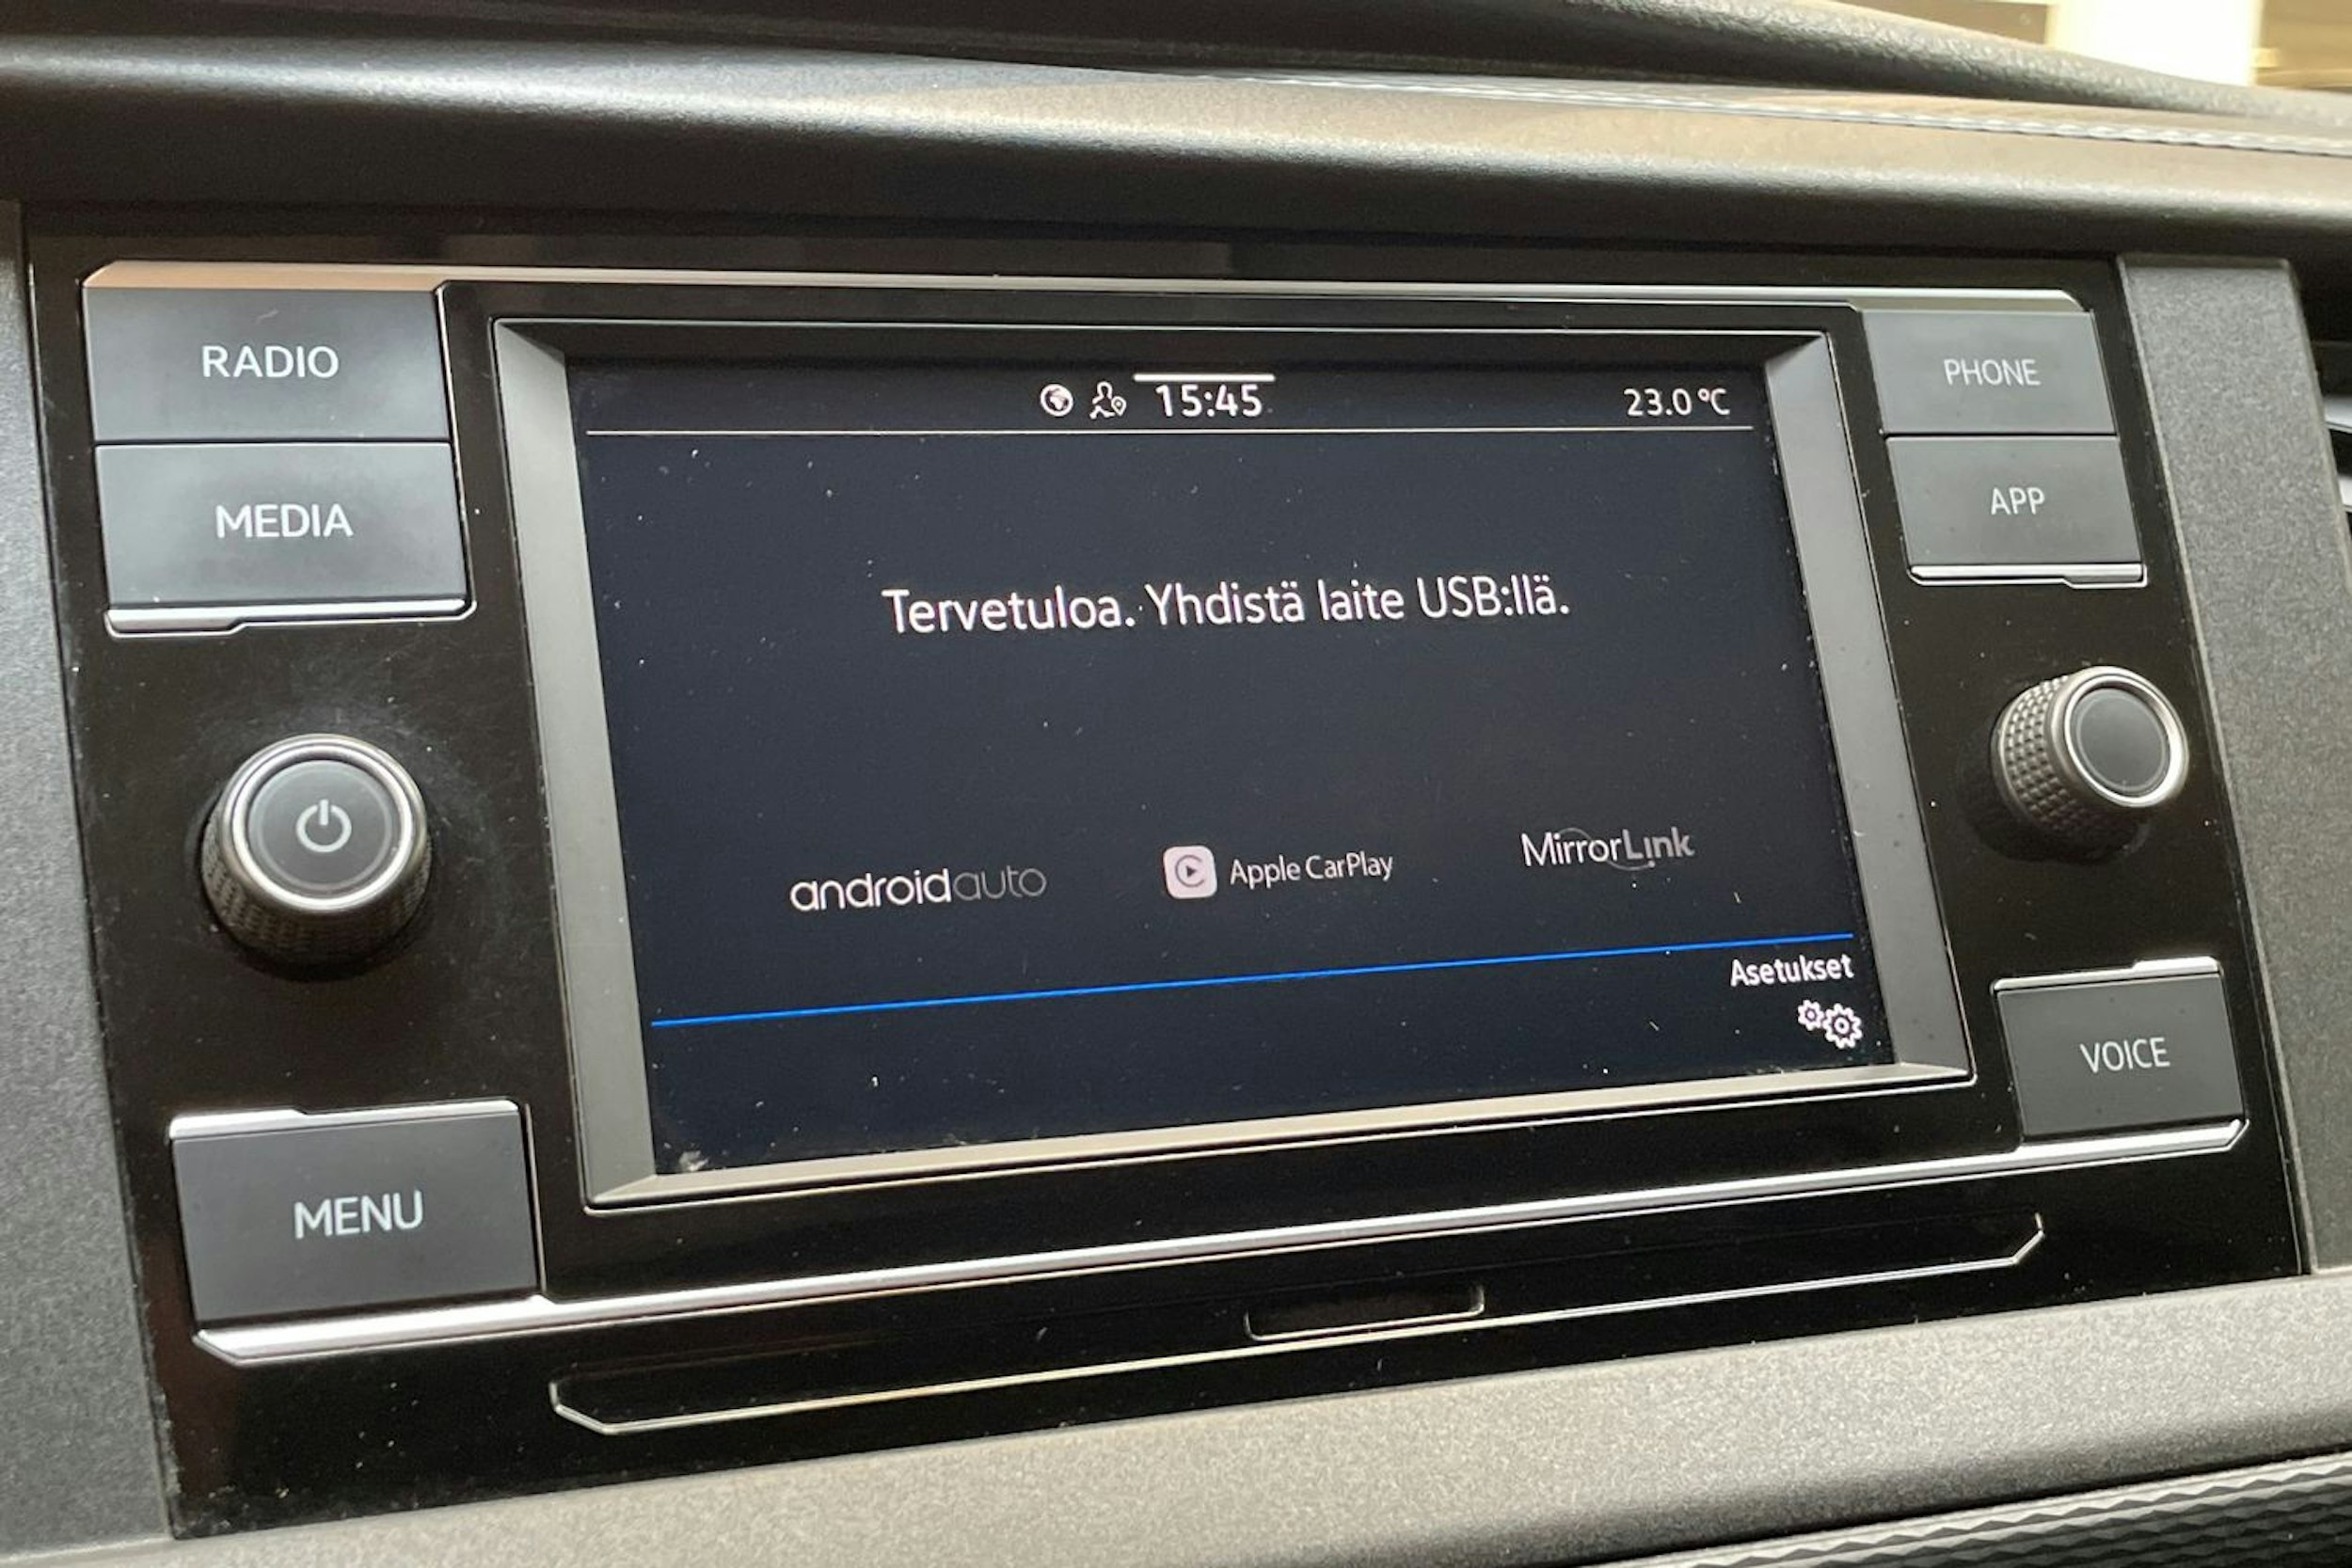 RADIO
MEDIA
MENU
15:45
23.0 °C
Tervetuloa. Yhdistä laite USB:llä.
androidauto
Apple CarPlay
MirrorLink
Asetukset
PHONE
APP
VOICE